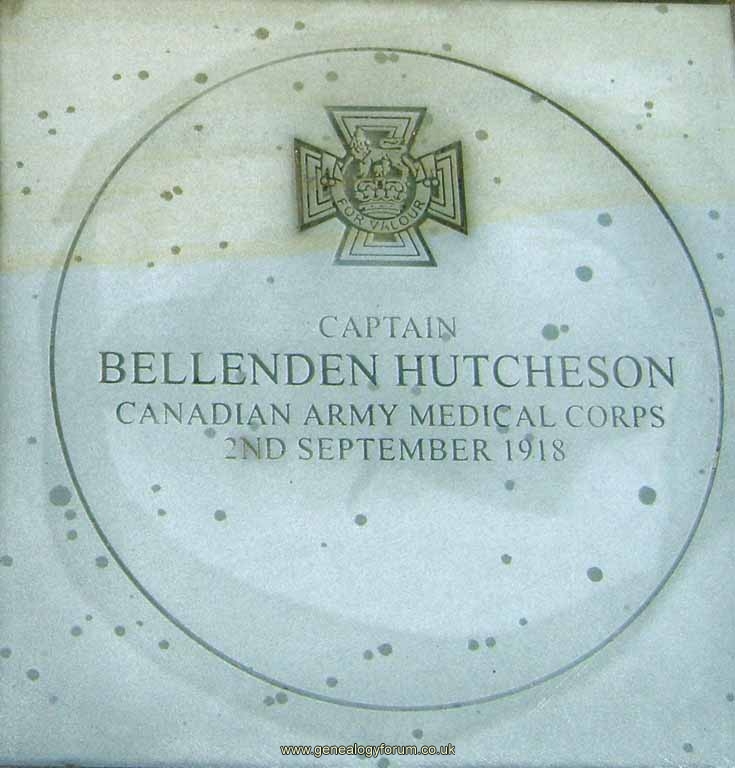 FOR VALOUR
CAPTAIN
BELLENDEN HUTCHESON
CANADIAN ARMY MEDICAL CORPS
2ND SEPTEMBER 1918
www.genealogyforum.co.uk